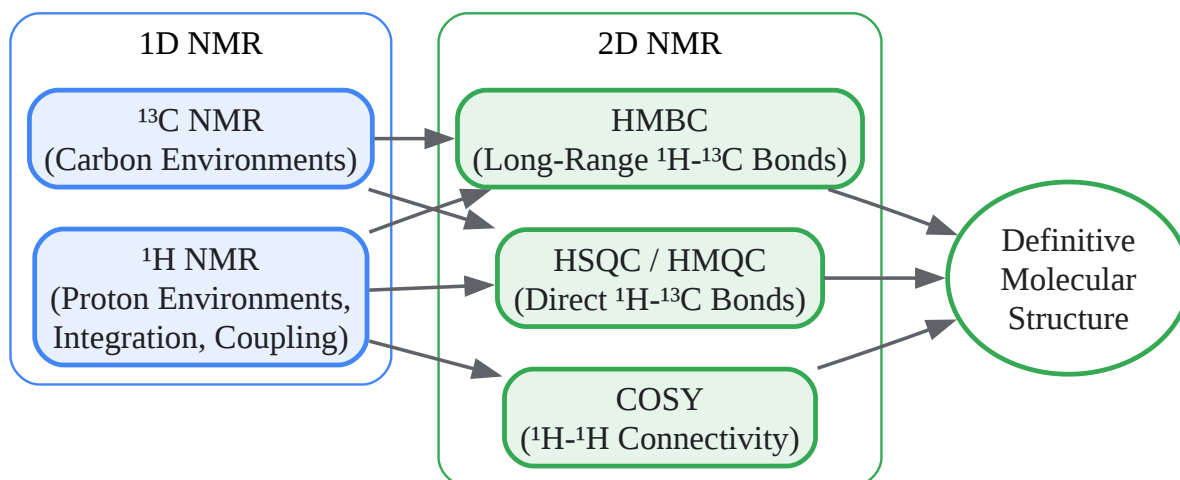 1D NMR
¹³C NMR
(Carbon Environments)
¹H NMR
(Proton Environments,
Integration, Coupling)
2D NMR
HMBC
(Long-Range ¹H-¹³C Bonds)
HSQC / HMQC
(Direct ¹H-¹³C Bonds)
COSY
(¹H-¹H Connectivity)
Definitive
Molecular
Structure